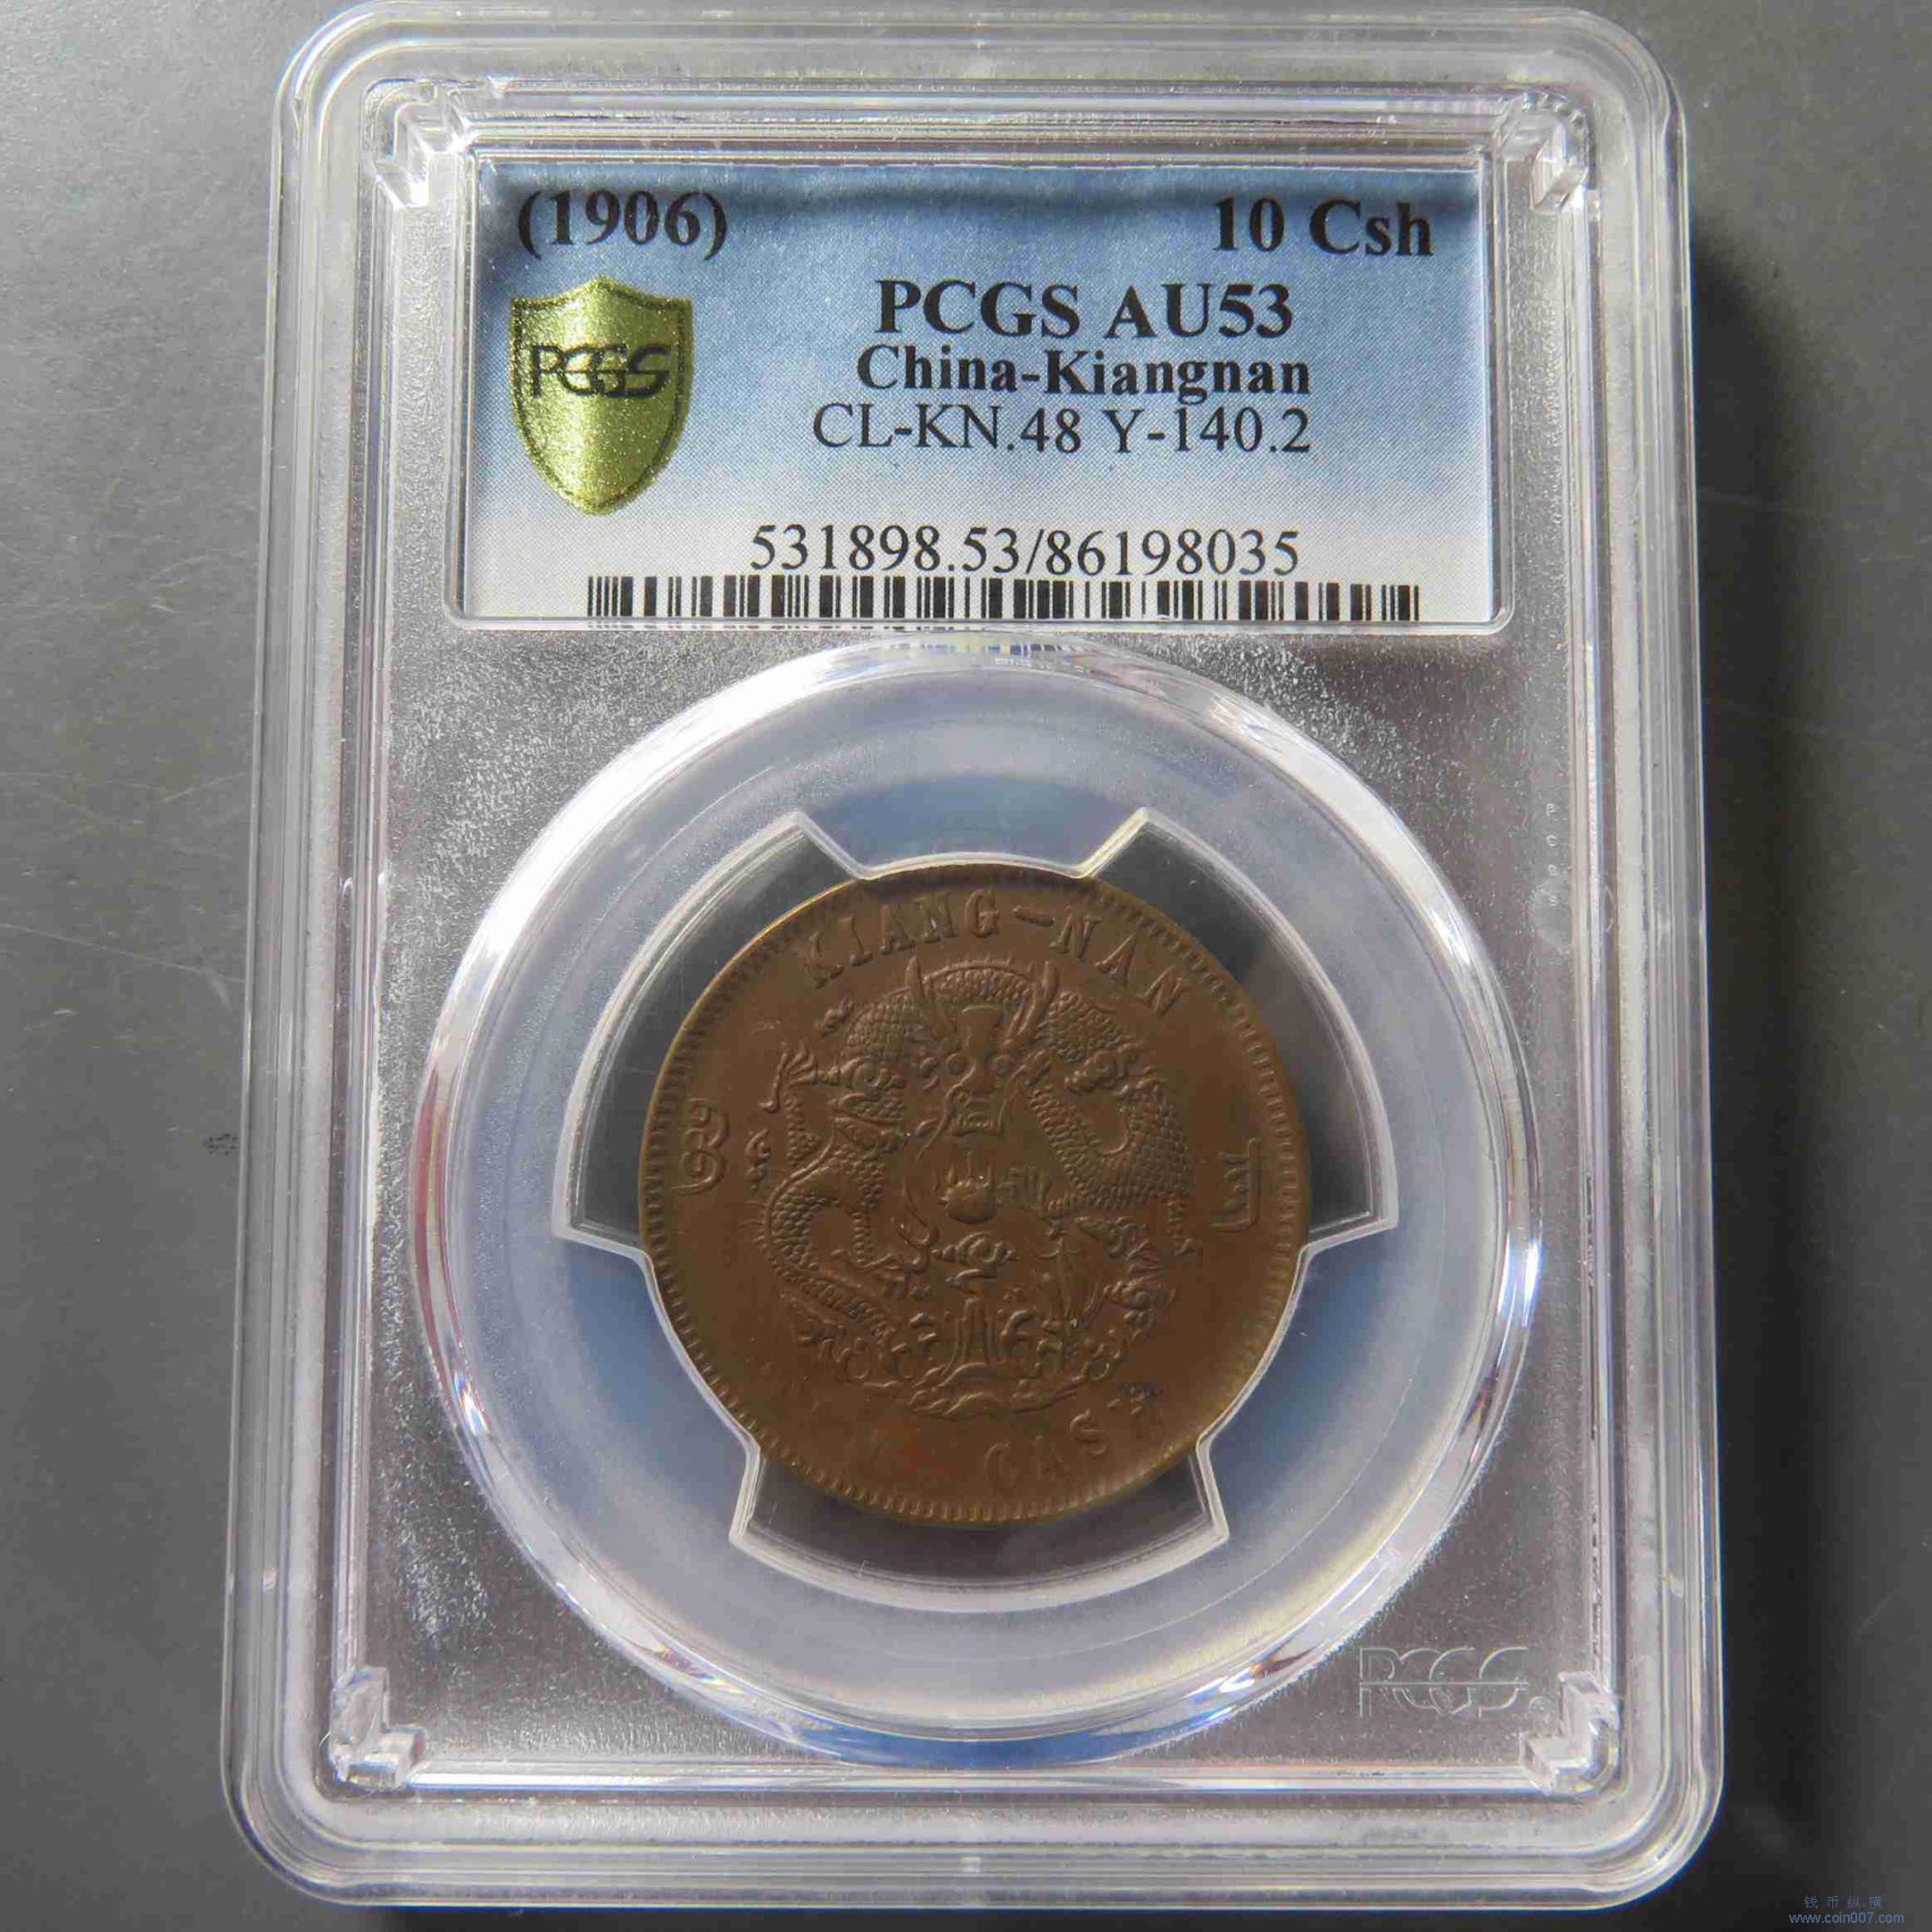 (1906) 10 Csh
PCGS AU53
China-Kiangnan
CL-KN.48 Y-140.2
531898.53/86198035
PCGS
KIANG-NAN
CAS
PCGS
钱币纵横
www.coin007.com